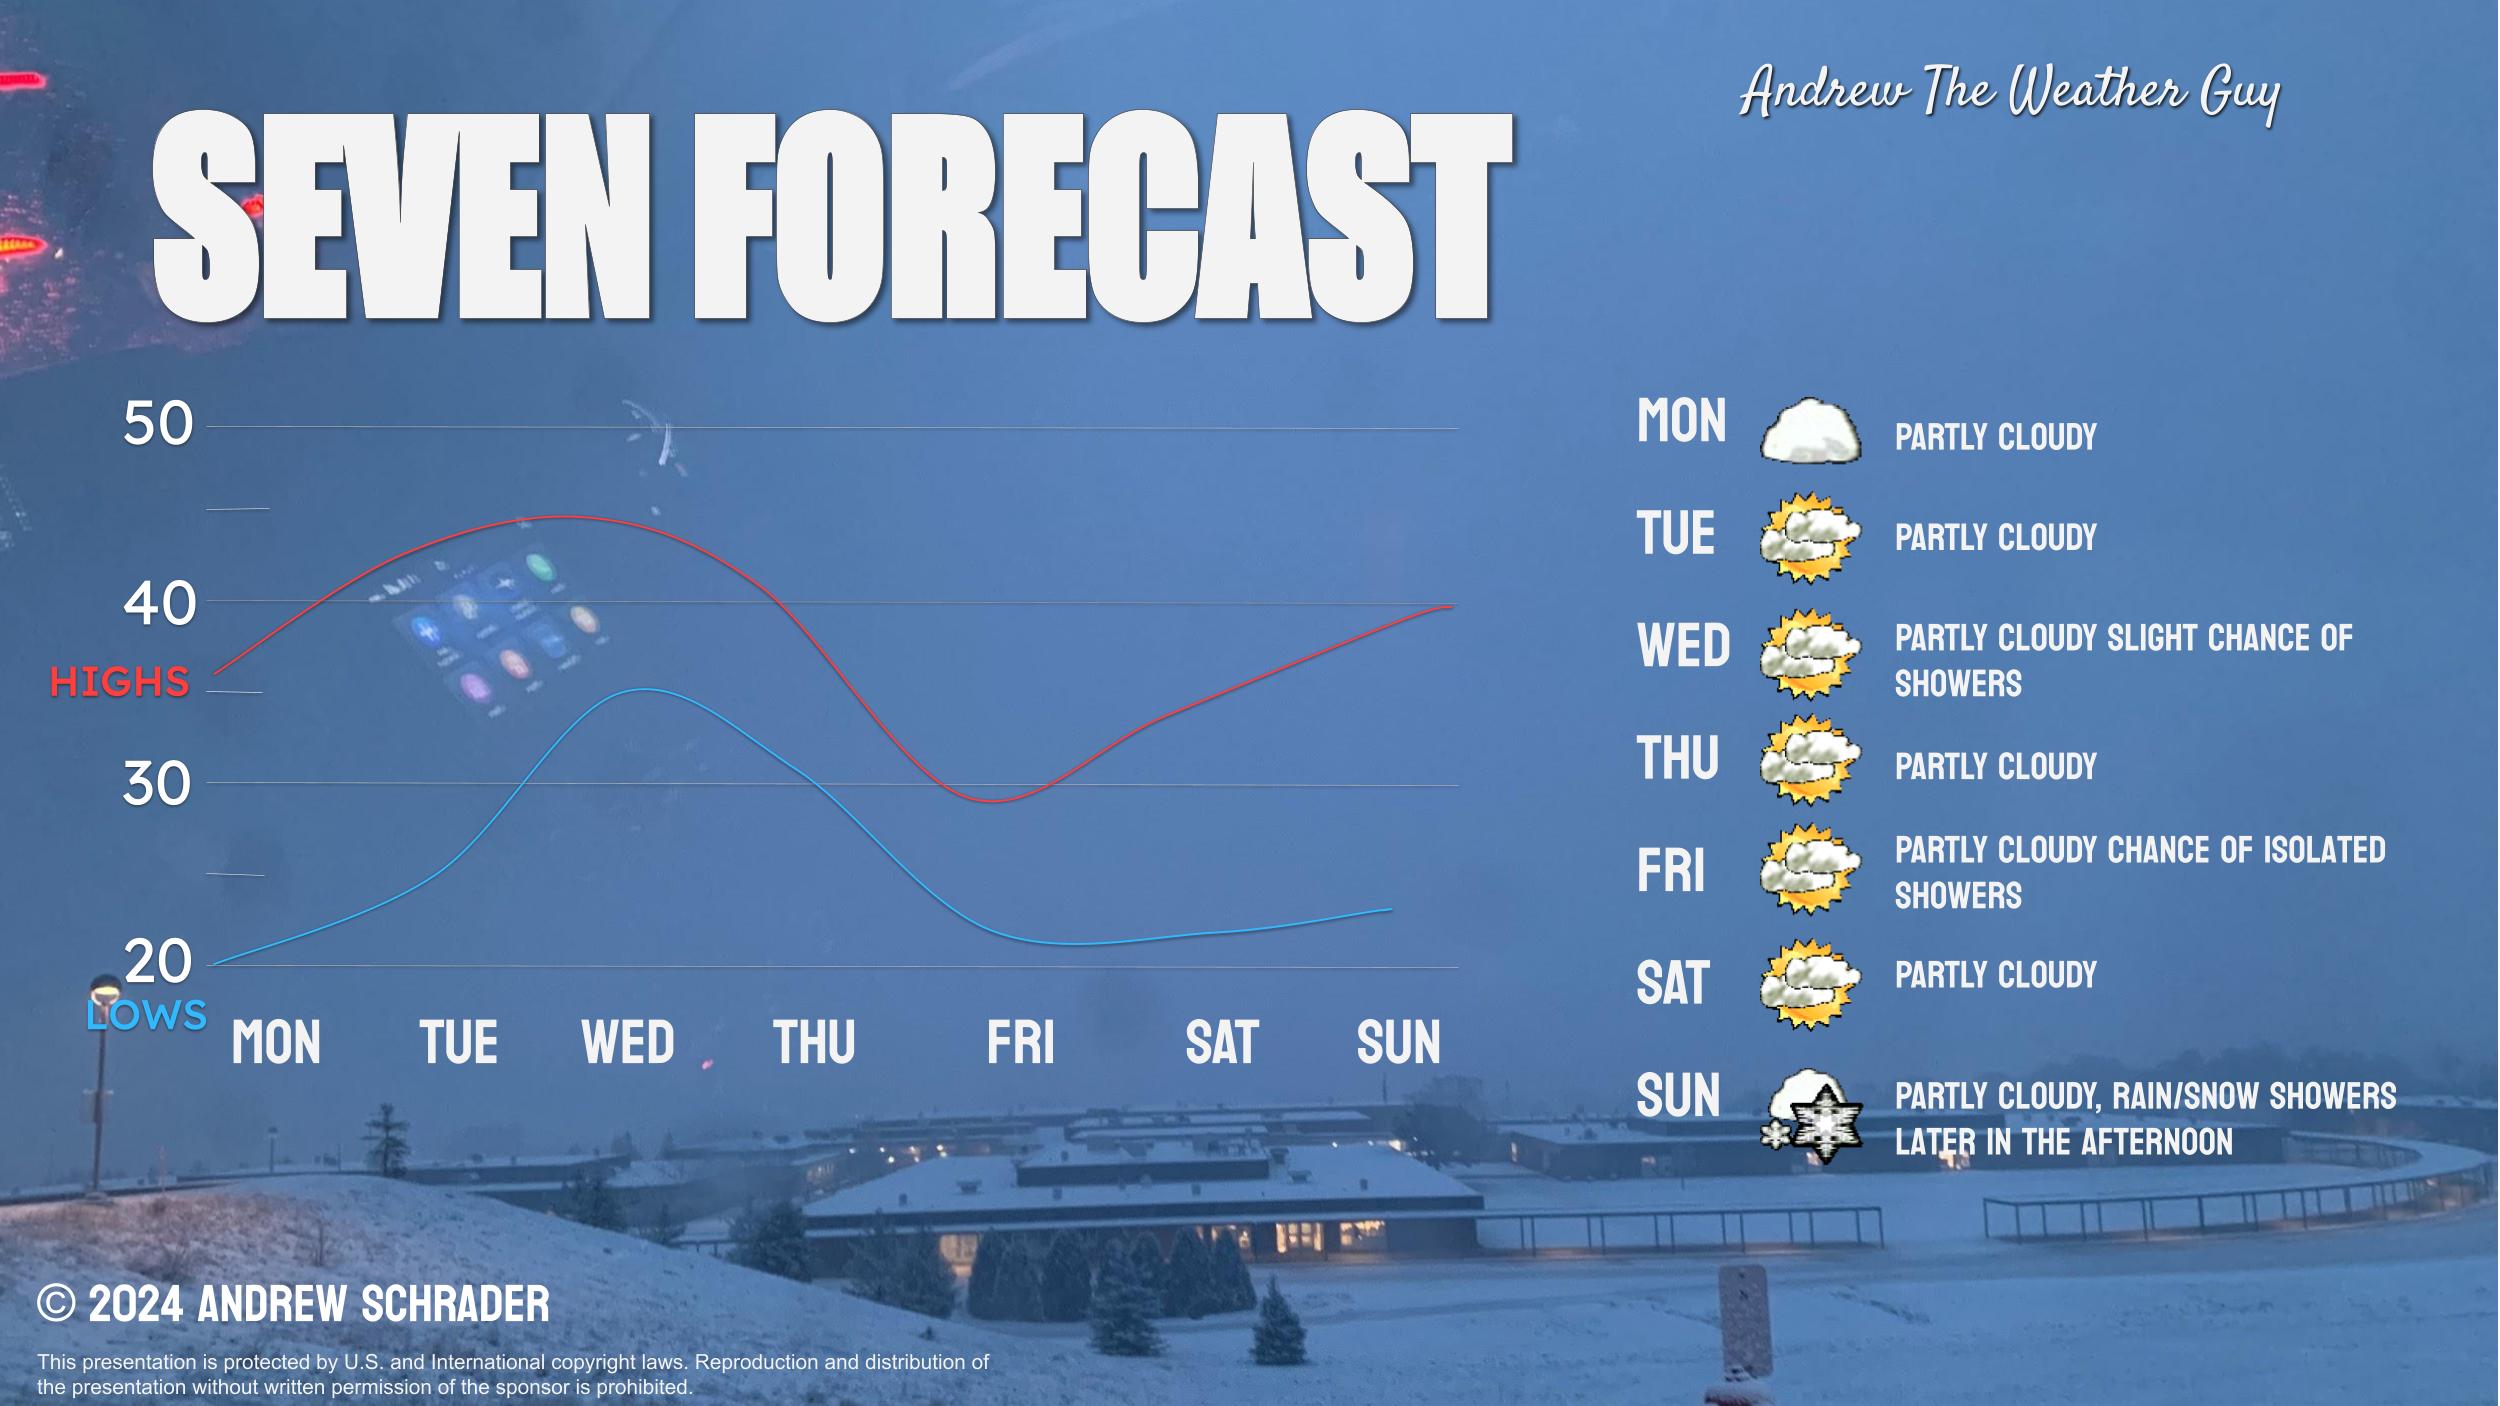 Andrew The Weather Guy
SEVEN FORECAST
50
40
HIGHS
30
20
LOWS
MON TUE WED THU FRI SAT SUN
MON PARTLY CLOUDY
TUE PARTLY CLOUDY
WED PARTLY CLOUDY SLIGHT CHANCE OF
SHOWERS
THU PARTLY CLOUDY
FRI PARTLY CLOUDY CHANCE OF ISOLATED
SHOWERS
SAT PARTLY CLOUDY
SUN PARTLY CLOUDY, RAIN/SNOW SHOWERS
LATER IN THE AFTERNOON
© 2024 ANDREW SCHRADER
This presentation is protected by U.S. and International copyright laws. Reproduction and distribution of
the presentation without written permission of the sponsor is prohibited.